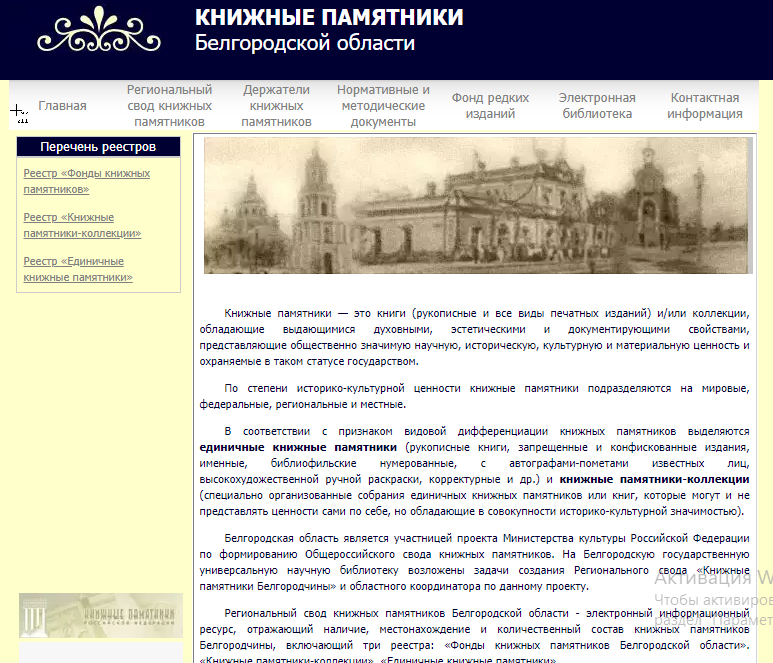 КНИЖНЫЕ ПАМЯТНИКИ
Белгородской области
Главная
Региональный
свод книжных
памятников
Держатели
книжных
памятников
Нормативные и
методические
документы
Фонд редких
изданий
Электронная
библиотека
Контактная
информация
Перечень реестров
Реестр «Фонды книжных
памятников»
Реестр «Книжные
памятники-коллекции»
Реестр «Единичные
книжные памятники»
Книжные памятники — это книги (рукописные и все виды печатных изданий) и/или коллекции,
обладающие выдающимися духовными, эстетическими и документирующими свойствами,
представляющие общественно значимую научную, историческую, культурную и материальную ценность и
охраняемые в таком статусе государством.
По степени историко-культурной ценности книжные памятники подразделяются на мировые,
федеральные, региональные и местные.
В соответствии с признаком видовой дифференциации книжных памятников выделяются
единичные книжные памятники (рукописные книги, запрещенные и конфискованные издания,
именные, библиофильские нумерованные, с автографами-пометами известных лиц,
высокохудожественной ручной раскраски, корректурные и др.) и книжные памятники-коллекции
(специально организованные собрания единичных книжных памятников или книг, которые могут и не
представлять ценности сами по себе, но обладающие в совокупности историко-культурной значимостью).
Белгородская область является участницей проекта Министерства культуры Российской Федерации
по формированию Общероссийского свода книжных памятников. На Белгородскую государственную
универсальную научную библиотеку возложены задачи создания Регионального свода «Книжные
памятники Белгородчины» и областного координатора по данному проекту.
Региональный свод книжных памятников Белгородской области - электронный информационный
ресурс, отражающий наличие, местонахождение и количественный состав книжных памятников
Белгородчины, включающий три реестра: «Фонды книжных памятников Белгородской области».
«Книжные памятники-коллекции». «Единичные книжные памятники».
КНИЖНЫЕ ПАМЯТНИКИ
РОССИЙСКОЙ ФЕДЕРАЦИИ
Активация W
Чтобы активиров
раздел "Парамет